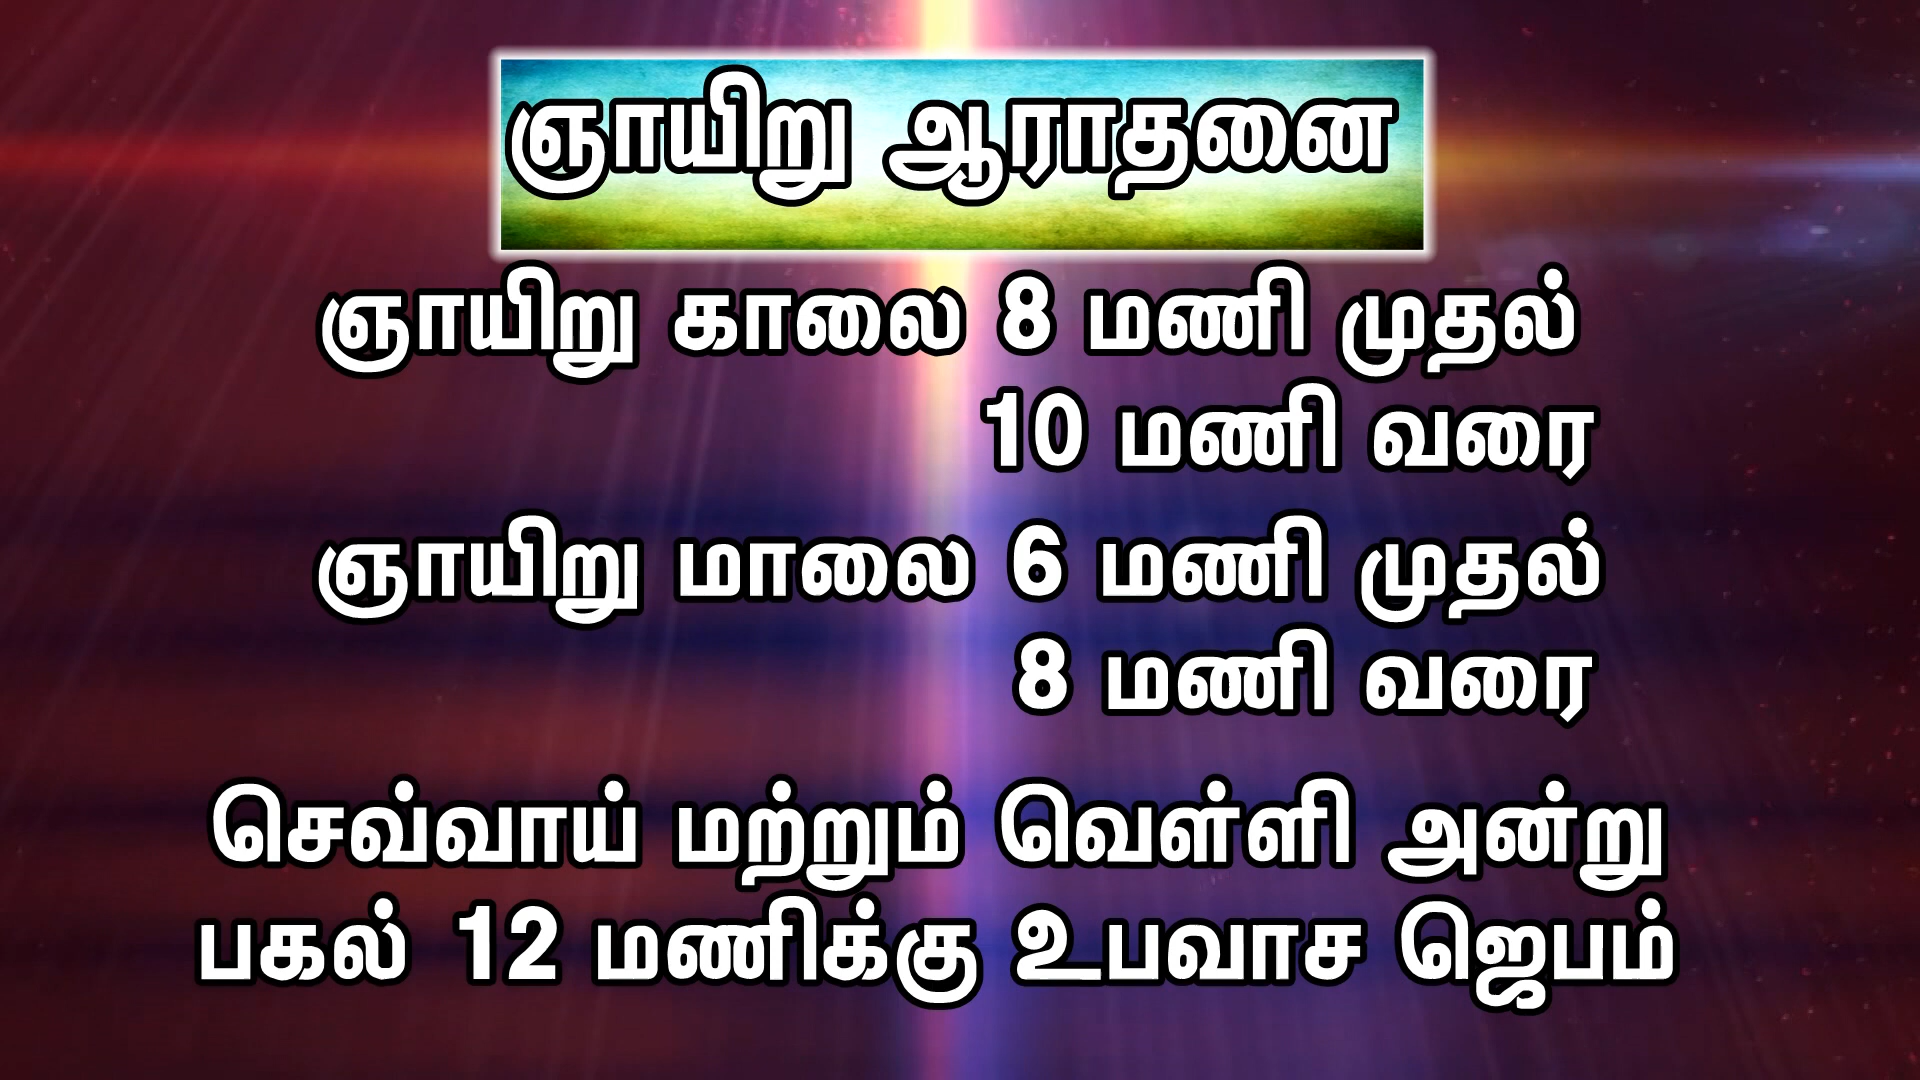 ஞாயிறு ஆராதனை
ஞாயிறு காலை 8 மணி முதல்
10 மணி வரை
ஞாயிறு மாலை 6 மணி முதல்
8 மணி வரை
செவ்வாய் மற்றும் வெள்ளி அன்று
பகல் 12 மணிக்கு உபவாச ஜெபம்